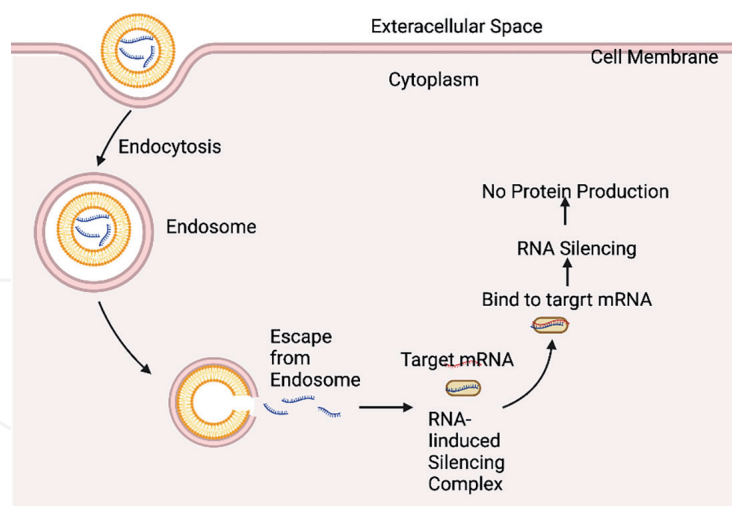 Exteracellular Space
Cell Membrane
Cytoplasm
Endocytosis
Endosome
Escape
from
Endosome
Target mRNA
RNA-
Iinduced
Silencing
Complex
Bind to targrt mRNA
RNA Silencing
No Protein Production